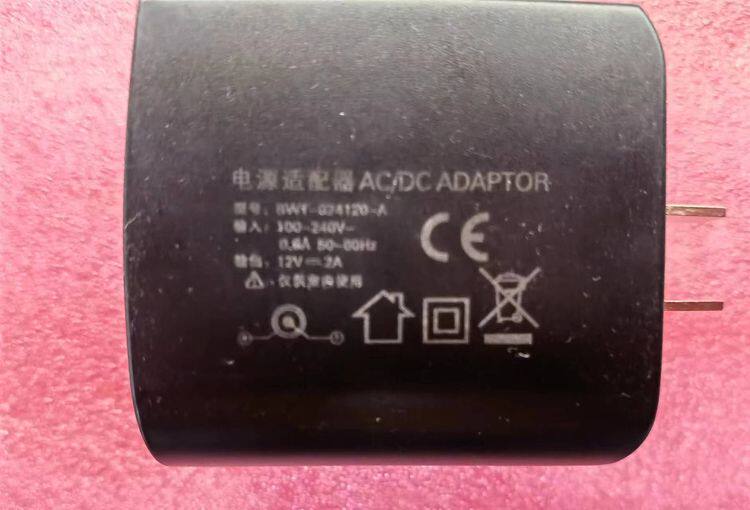 电源适配器 AC/DC ADAPTOR
型号: BWY-024120-A
输入: 100-240V~
0.6A 50-60Hz
输出: 12V⎓2A
⚠ 仅限室内使用
CE